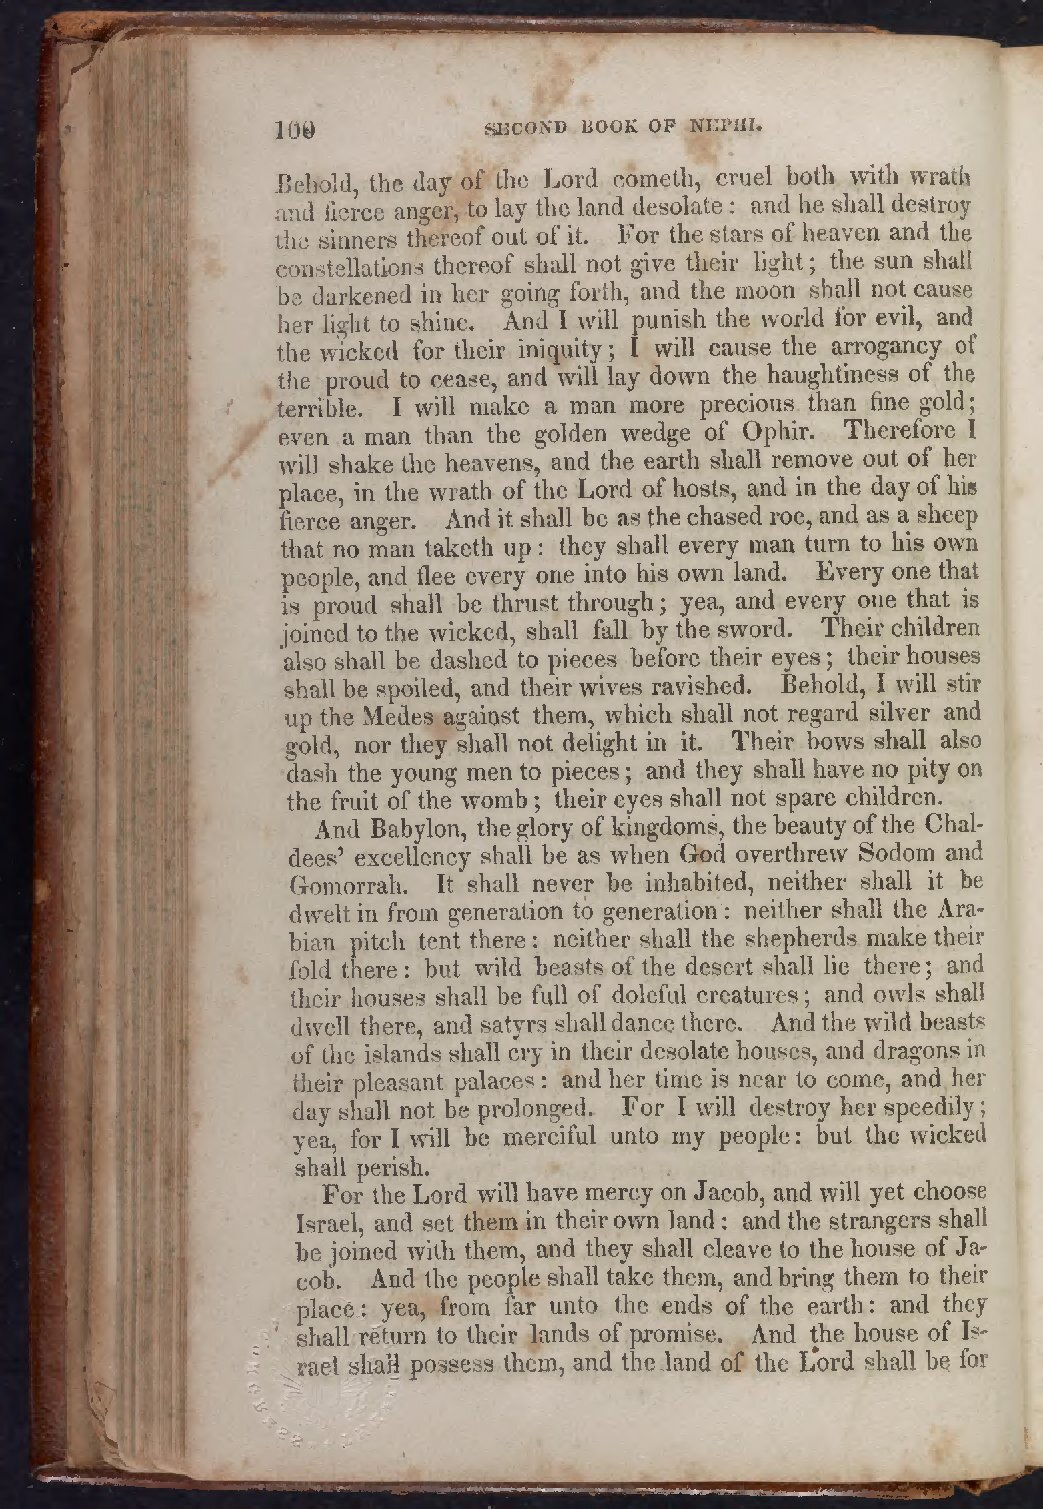 100 SECOND BOOK OF NEPHI.
Behold, the day of the Lord cometh, cruel both with wrath
and fierce anger, to lay the land desolate: and he shall destroy
the sinners thereof out of it. For the stars of heaven and the
constellations thereof shall not give their light; the sun shall
be darkened in her going forth, and the moon shall not cause
her light to shine. And I will punish the world for evil, and
the wicked for their iniquity; I will cause the arrogancy of
the proud to cease, and will lay down the haughtiness of the
terrible. I will make a man more precious than fine gold;
even a man than the golden wedge of Ophir. Therefore I
will shake the heavens, and the earth shall remove out of her
place, in the wrath of the Lord of hosts, and in the day of his
fierce anger. And it shall be as the chased roe, and as a sheep
that no man taketh up: they shall every man turn to his own
people, and flee every one into his own land. Every one that
is proud shall be thrust through; yea, and every one that is
joined to the wicked, shall fall by the sword. Their children
also shall be dashed to pieces before their eyes; their houses
shall be spoiled, and their wives ravished. Behold, I will stir
up the Medes against them, which shall not regard silver and
gold, nor they shall not delight in it. Their bows shall also
dash the young men to pieces; and they shall have no pity on
the fruit of the womb; their eyes shall not spare children.
And Babylon, the glory of kingdoms, the beauty of the Chal-
dees' excellency shall be as when God overthrew Sodom and
Gomorrah. It shall never be inhabited, neither shall it be
dwelt in from generation to generation: neither shall the Ara-
bian pitch tent there: neither shall the shepherds make their
fold there: but wild beasts of the desert shall lie there; and
their houses shall be full of doleful creatures; and owls shall
dwell there, and satyrs shall dance there. And the wild beasts
of the islands shall cry in their desolate houses, and dragons in
their pleasant palaces: and her time is near to come, and her
day shall not be prolonged. For I will destroy her speedily;
yea, for I will be merciful unto my people: but the wicked
shall perish.
For the Lord will have mercy on Jacob, and will yet choose
Israel, and set them in their own land: and the strangers shall
be joined with them, and they shall cleave to the house of Ja-
cob. And the people shall take them, and bring them to their
place: yea, from far unto the ends of the earth: and they
shall return to their lands of promise. And the house of Is-
rael shall possess them, and the land of the Lord shall be for